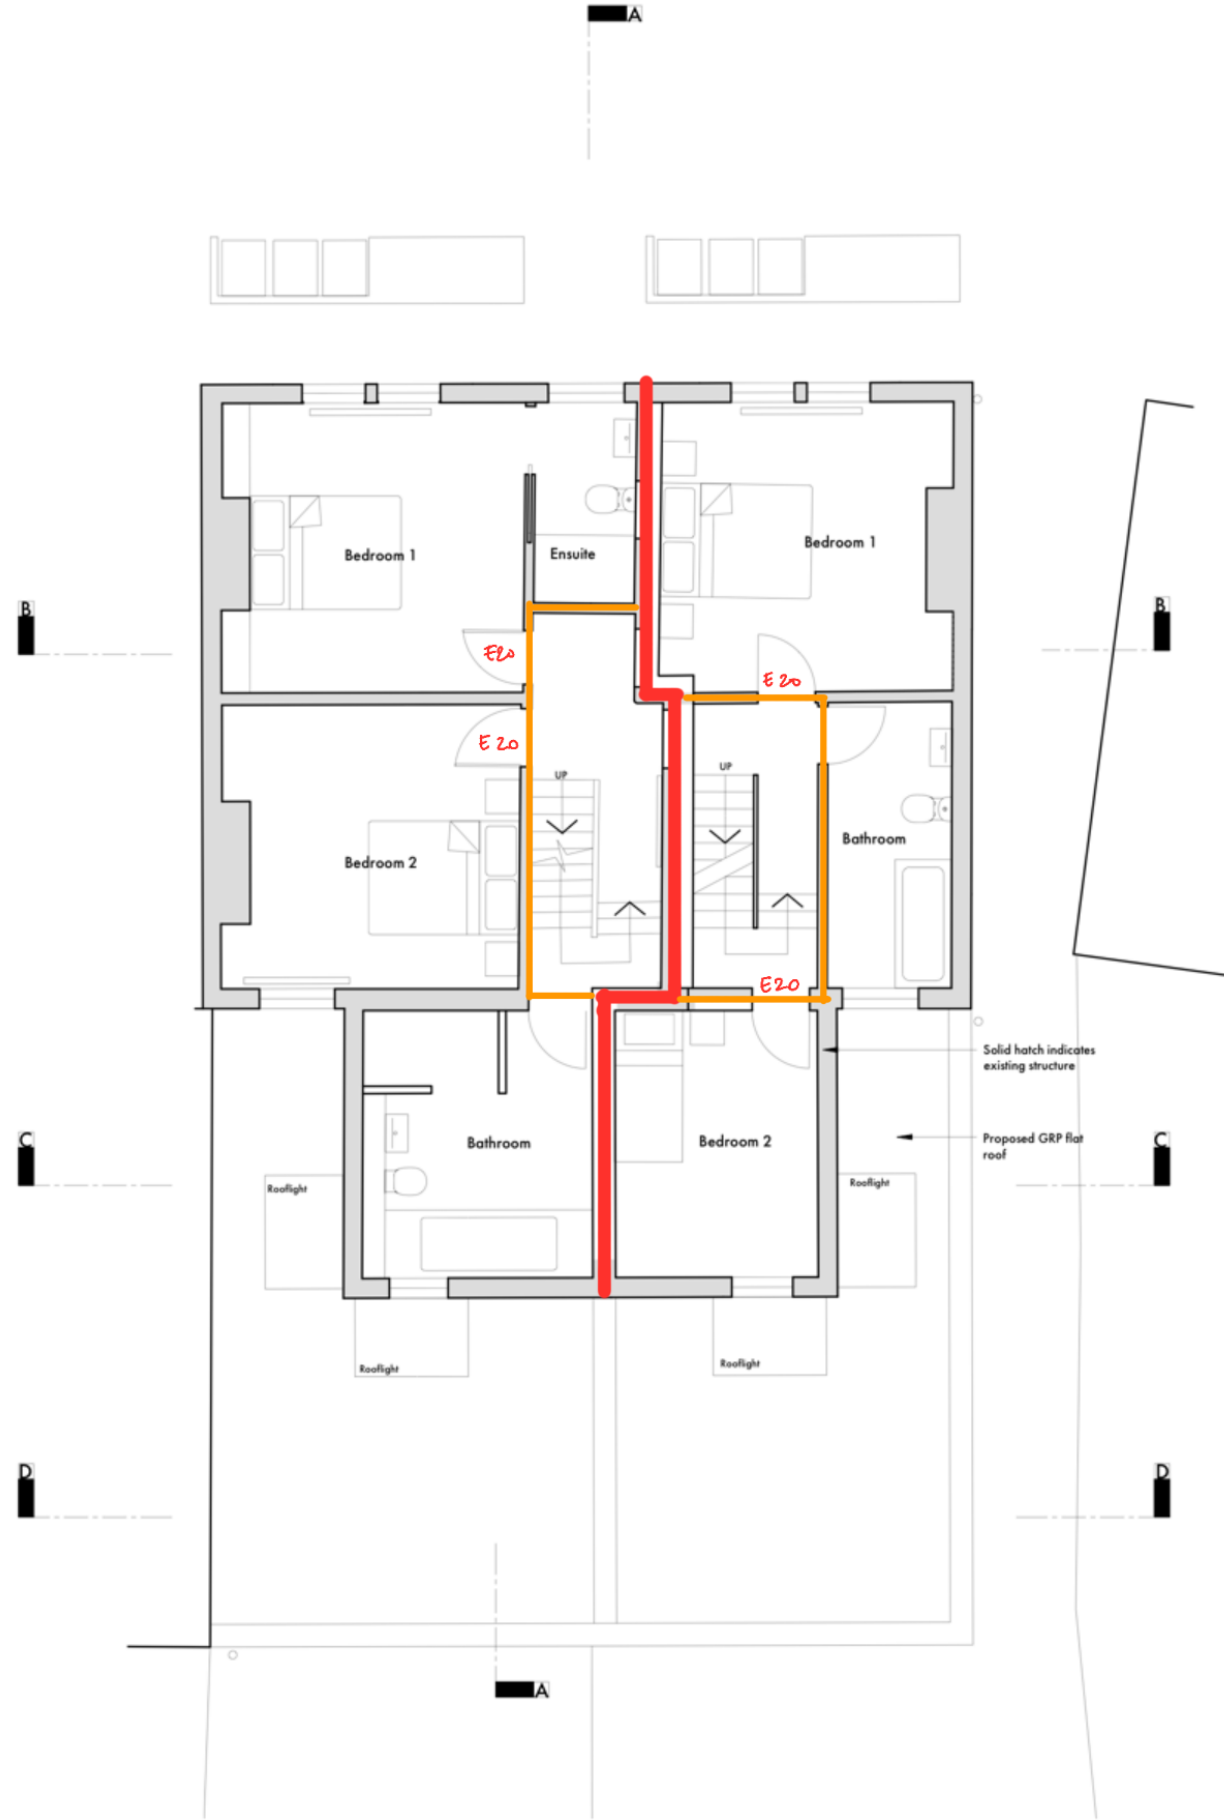 A
Bedroom 1
Ensuite
Bedroom 1
B
B
E20
E20
E 20
UP
UP
Bathroom
Bedroom 2
E20
Solid hatch indicates
existing structure
Proposed GRP flat
roof
C
C
Bathroom
Bedroom 2
Rooflight
Rooflight
Rooflight
Rooflight
D
D
A